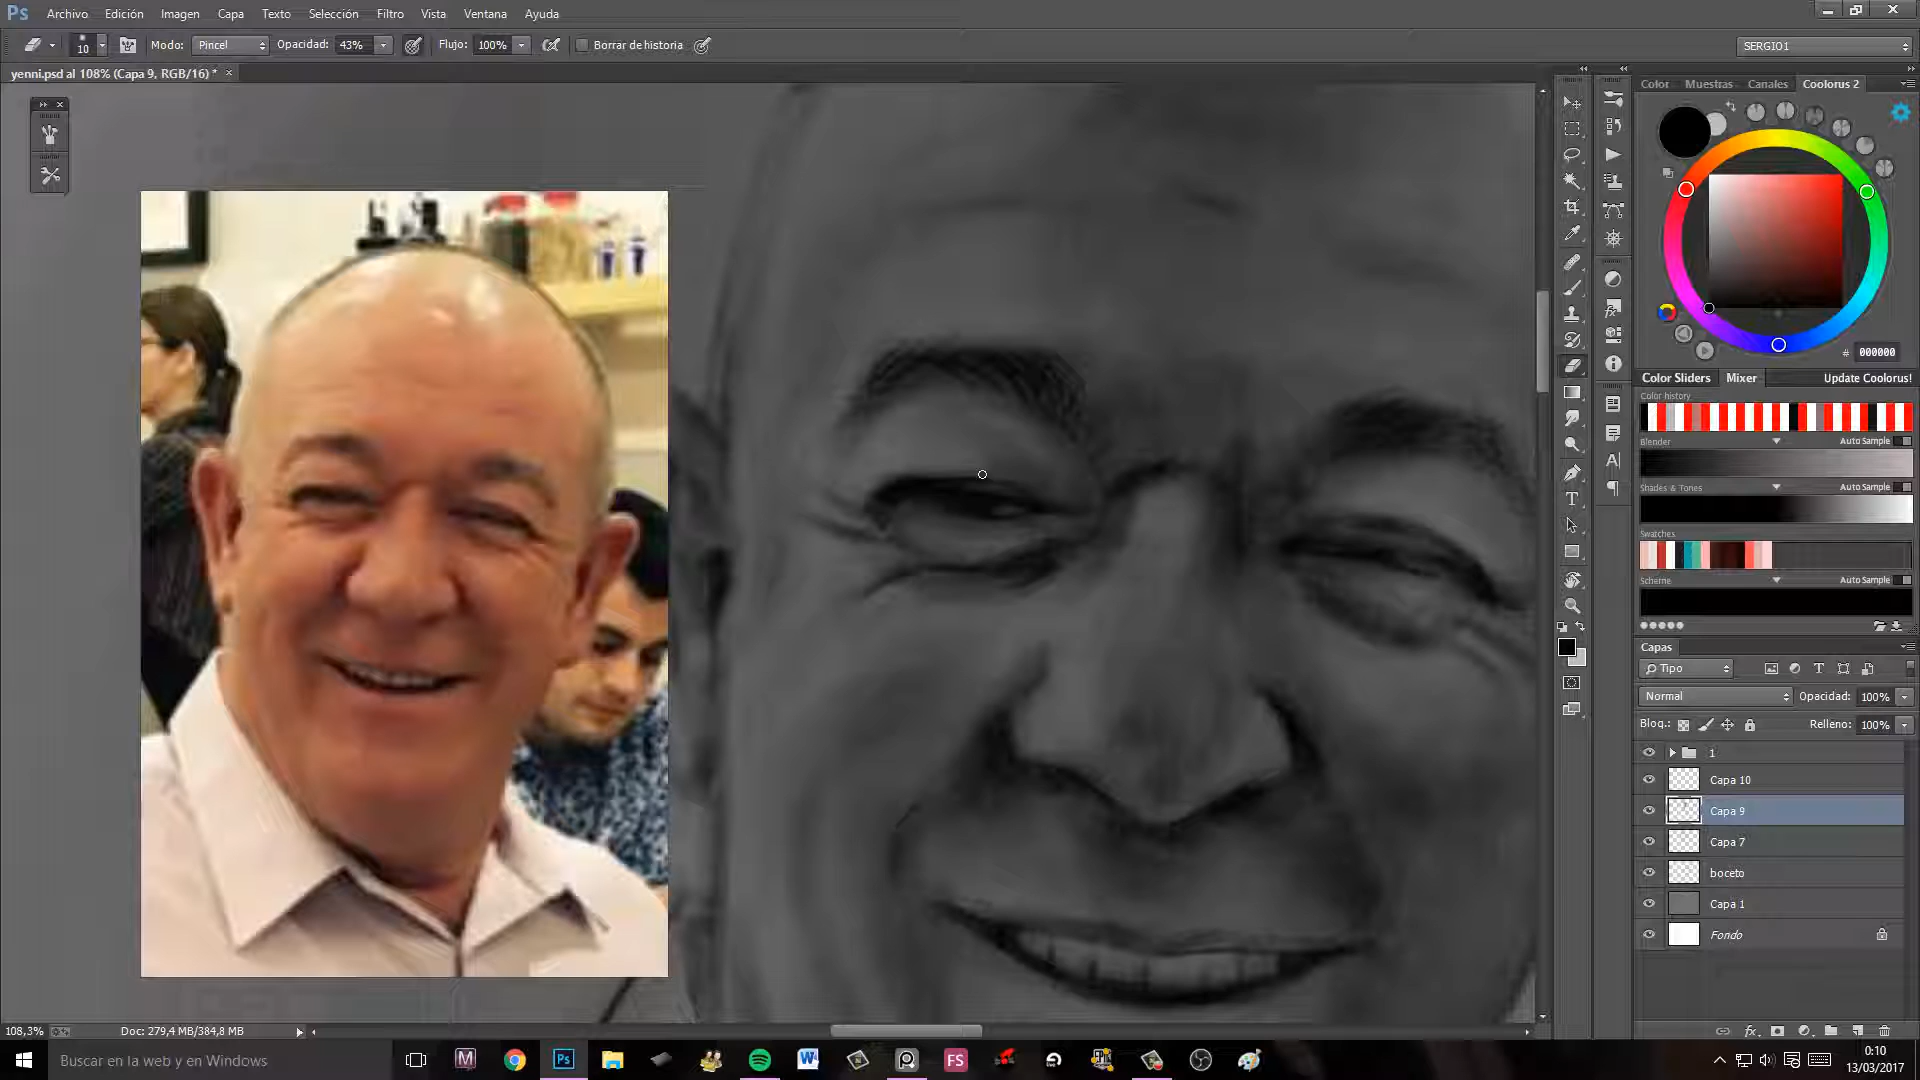 Ps Archivo Edición Imagen Capa Texto Selección Filtro Vista Ventana Ayuda
10 Modo: Pincel Opacidad: 43% Flujo: 100% Borrar de historia SERGIO1
yenni.psd al 108% (Capa 9, RGB/16) * ×
Color Muestras Canales Coolorus 2
# 000000
Color Sliders Mixer Update Coolorus!
Color history
Blender Auto Sample
Shades & Tones Auto Sample
Swatches
Scheme Auto Sample
Capas
Tipo
Normal Opacidad: 100%
Bloq.: Relleno: 100%
1
Capa 10
Capa 9
Capa 7
boceto
Capa 1
Fondo
108,3% Doc: 279,4 MB/384,8 MB
Buscar en la web y en Windows
0:10
13/03/2017